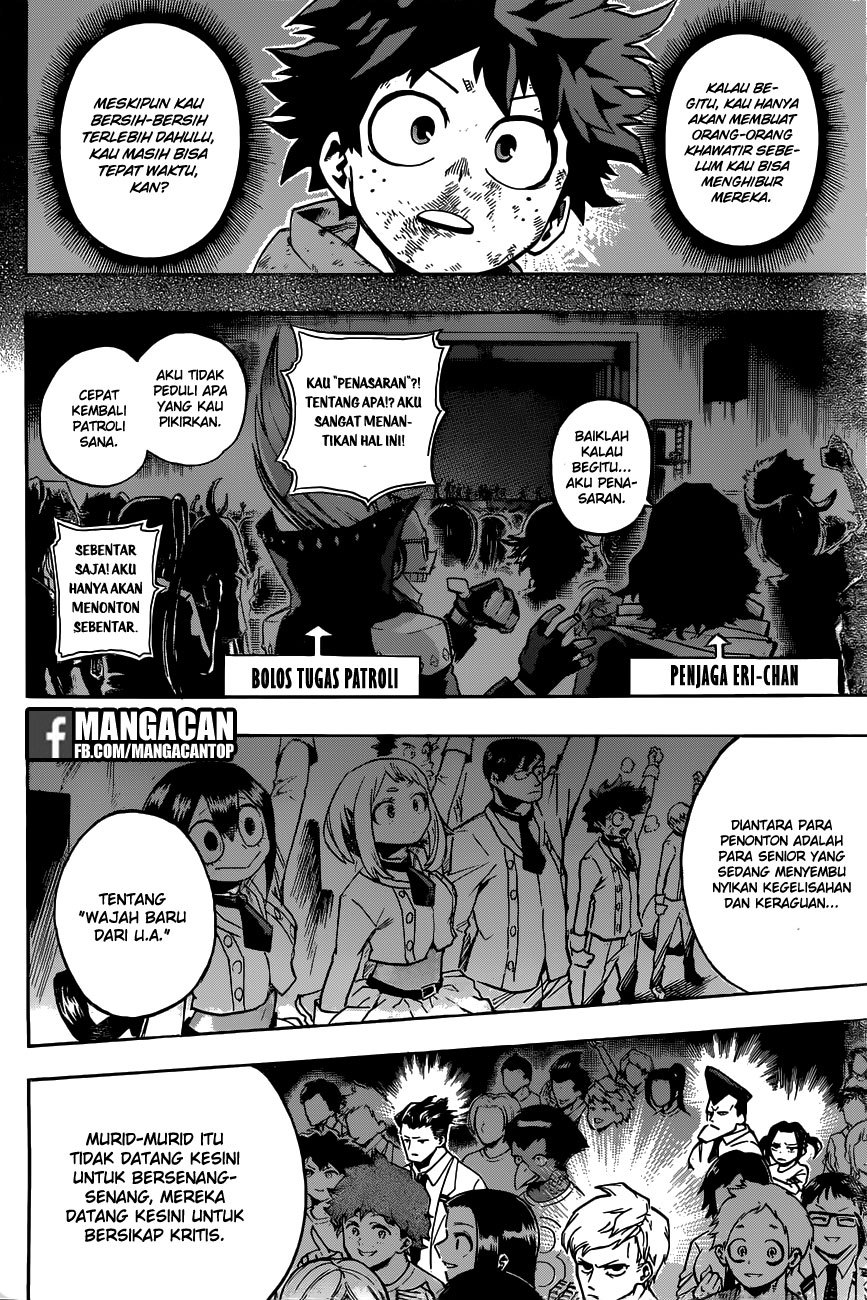 KALAU BE-
GITU, KAU HANYA
AKAN MEMBUAT
ORANG-ORANG
KHAWATIR SEBE-
LUM KAU BISA
MENGHIBUR
MEREKA.
MESKIPUN KAU
BERSIH-BERSIH
TERLEBIH DAHULU,
KAU MASIH BISA
TEPAT WAKTU,
KAN?
BAIKLAH
KALAU
BEGITU...
AKU PENA-
SARAN.
KAU "PENASARAN"?!
TENTANG APA!? AKU
SANGAT MENAN-
TIKAN HAL INI!
AKU TIDAK
PEDULI APA
YANG KAU
PIKIRKAN.
CEPAT
KEMBALI
PATROLI
SANA.
SEBENTAR
SAJA! AKU
HANYA AKAN
MENONTON
SEBENTAR.
PENJAGA ERI-CHAN
BOLOS TUGAS PATROLI
f MANGACAN
FB.COM/MANGACANTOP
DIANTARA PARA
PENONTON ADALAH
PARA SENIOR YANG
SEDANG MENYEMBU
NYIKAN KEGELISAHAN
DAN KERAGUAN...
TENTANG
"WAJAH BARU
DARI U.A."
MURID-MURID ITU
TIDAK DATANG KESINI
UNTUK BERSENANG-
SENANG, MEREKA
DATANG KESINI UNTUK
BERSIKAP KRITIS.